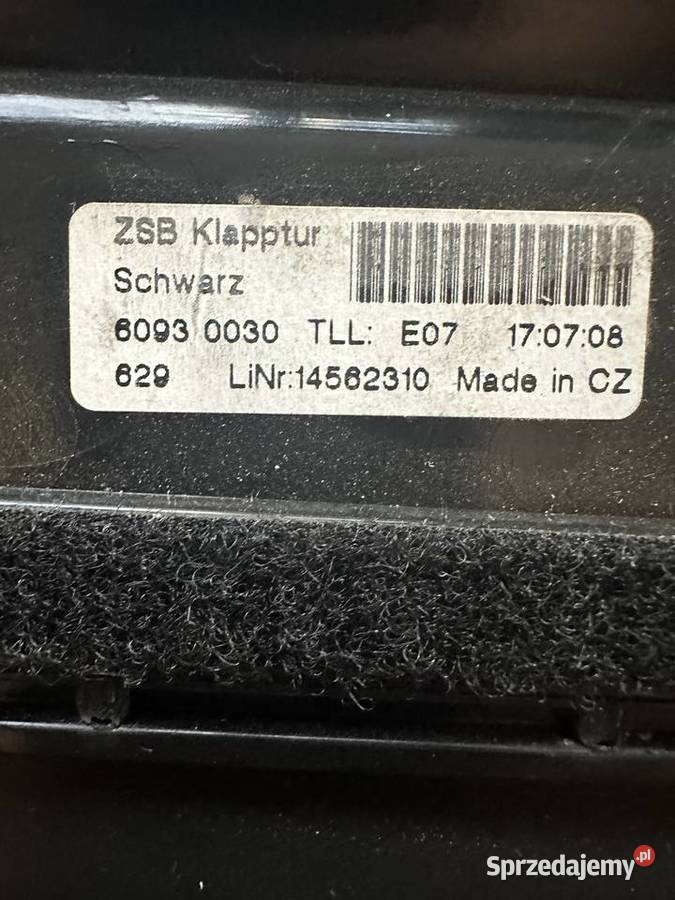 ZSB Klapptur
Schwarz
6093 0030 TLL: E07 17:07:08
629 LiNr:14562310 Made in CZ
Sprzedajemy.pl